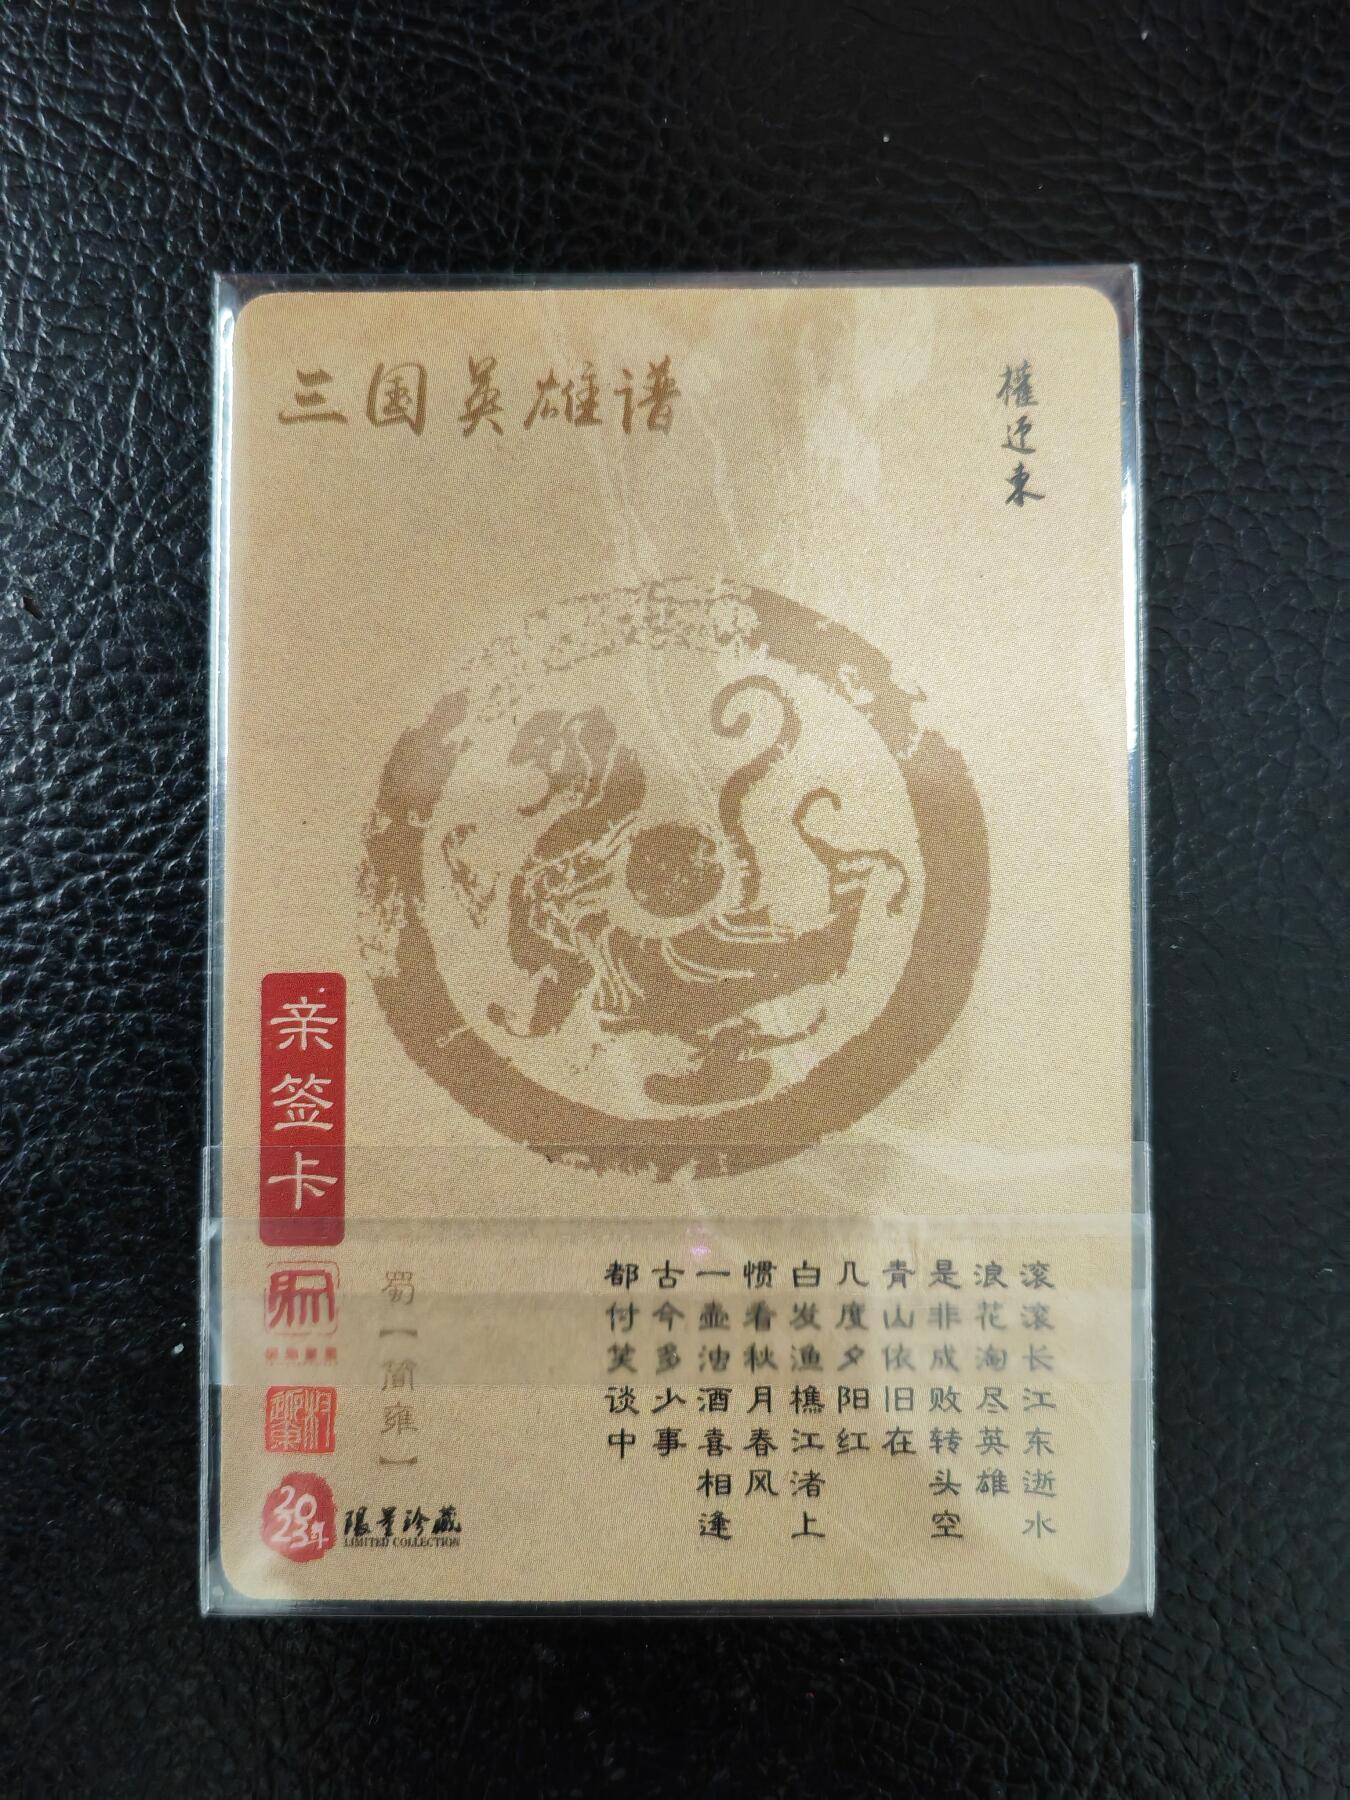 三国英雄谱
權迎東
亲签卡
蜀【简雍】
滚滚长江东逝水
浪花淘尽英雄
是非成败转头空
青山依旧在
几度夕阳红
白发渔樵江渚上
惯看秋月春风
一壶浊酒喜相逢
古今多少事
都付笑谈中
2023年
限量珍藏
LIMITED COLLECTION